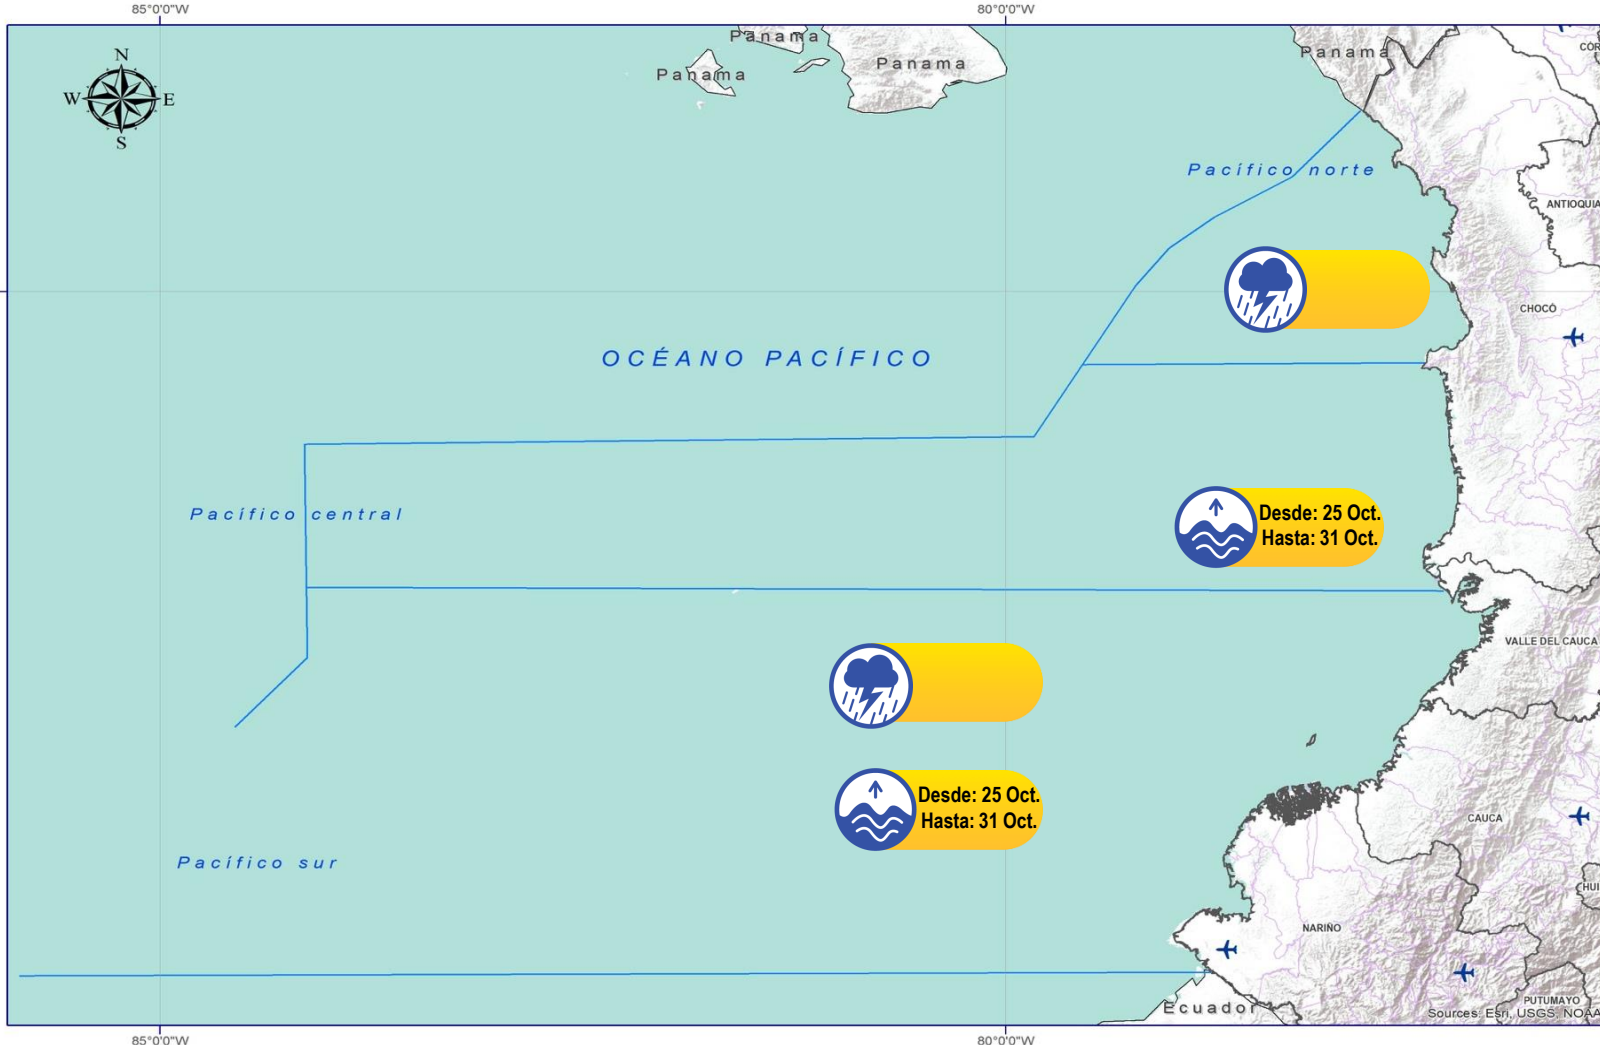 85°0'0"W
80°0'0"W
N
W
E
S
Panama
Panama
Panama
Panama
CÓR
Pacífico norte
ANTIOQUIA
CHOCÓ
OCÉANO PACÍFICO
Pacífico central
Desde: 25 Oct.
Hasta: 31 Oct.
VALLE DEL CAUCA
Desde: 25 Oct.
Hasta: 31 Oct.
CAUCA
Pacífico sur
HUI
NARIÑO
PUTUMAYO
Ecuador
Sources: Esri, USGS, NOAA
85°0'0"W
80°0'0"W